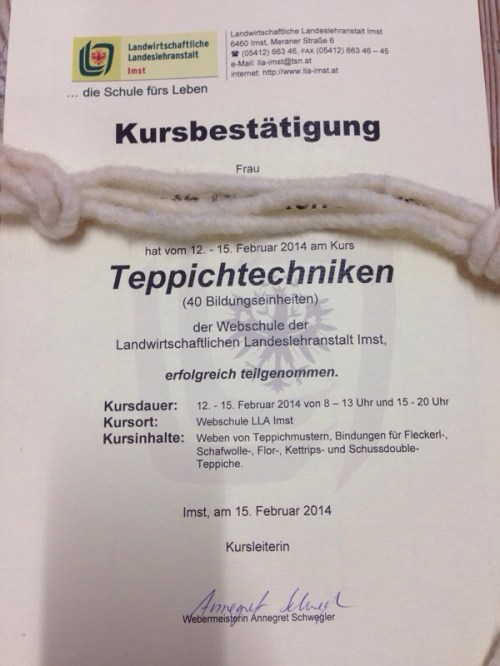 Landwirtschaftliche
Landeslehranstalt
Imst
... die Schule fürs Leben
Landwirtschaftliche Landeslehranstalt Imst
6460 Imst, Meraner Straße 6
☎ (05412) 663 46, FAX (05412) 663 46 – 45
e-Mail: lla-imst@tsn.at
internet: http://www.lla-imst.at
Kursbestätigung
Frau
hat vom 12. - 15. Februar 2014 am Kurs
Teppichtechniken
(40 Bildungseinheiten)
der Webschule der
Landwirtschaftlichen Landeslehranstalt Imst,
erfolgreich teilgenommen.
Kursdauer: 12. - 15. Februar 2014 von 8 – 13 Uhr und 15 - 20 Uhr
Kursort: Webschule LLA Imst
Kursinhalte: Weben von Teppichmustern, Bindungen für Fleckerl-,
Schafwolle-, Flor-, Kettrips- und Schussdouble-
Teppiche.
Imst, am 15. Februar 2014
Kursleiterin
Annegret Schwegler
Webermeisterin Annegret Schwegler